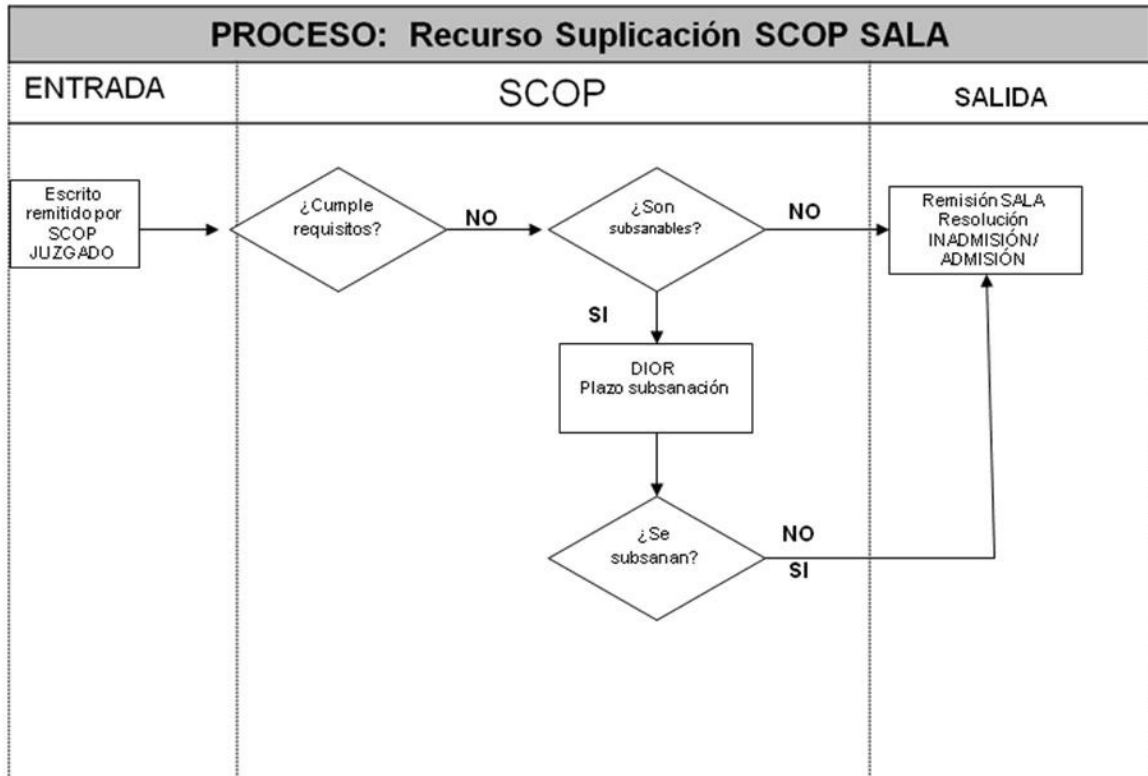 PROCESO: Recurso Suplicación SCOP SALA
ENTRADA
SCOP
SALIDA
Escrito
remitido por
SCOP
JUZGADO
¿Cumple
requisitos?
NO
¿Son
subsanables?
NO
Remisión SALA
Resolución
INADMISIÓN/
ADMISIÓN
SI
DIOR
Plazo subsanación
¿Se
subsanan?
NO
SI